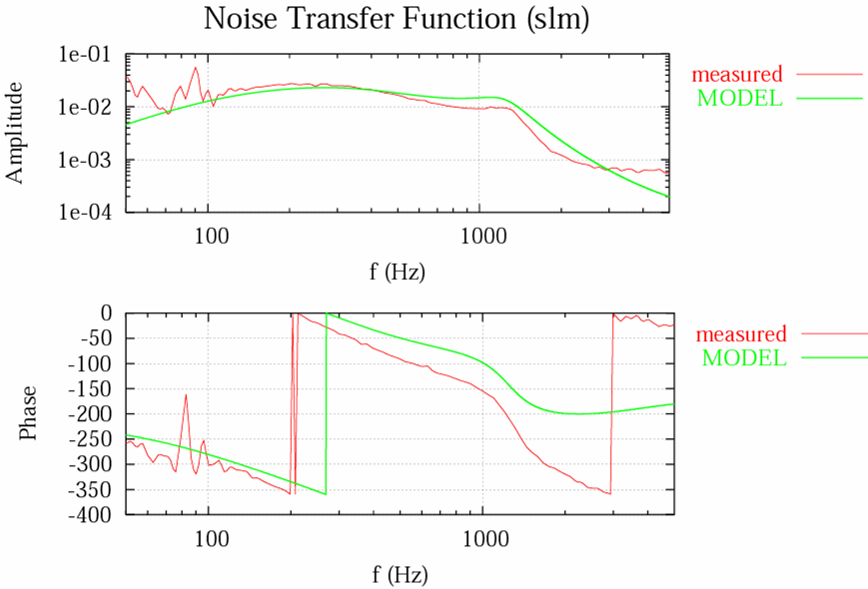 Noise Transfer Function (slm)
1e-01
1e-02
1e-03
1e-04
Amplitude
100
1000
f (Hz)
measured
MODEL
0
-50
-100
-150
-200
-250
-300
-350
-400
Phase
100
1000
f (Hz)
measured
MODEL